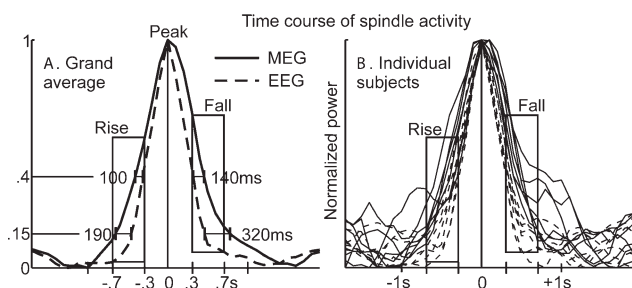 Time course of spindle activity
Peak
1
A. Grand
average
MEG
EEG
Rise
Fall
.4
100
140ms
.15
190
320ms
0
-.7 -.3 0 .3 .7s
B. Individual
subjects
Normalized power
Rise
Fall
-1s 0 +1s